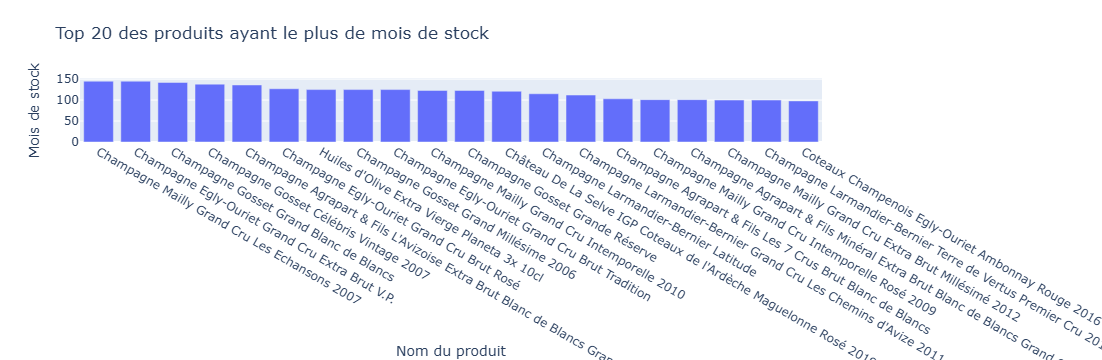 Top 20 des produits ayant le plus de mois de stock
Mois de stock
150
100
50
0
Champagne Mailly Grand Cru Les Echansons 2007
Champagne Egly-Ouriet Grand Cru Extra Brut V.P.
Champagne Gosset Grand Blanc de Blancs
Champagne Gosset Célébris Vintage 2007
Champagne Agrapart & Fils L'Avizoise Extra Brut Blanc de Blancs
Champagne Egly-Ouriet Grand Cru Brut Rosé
Huiles d'Olive Extra Vierge Planeta 3x 10cl
Champagne Gosset Grand Millésime 2006
Champagne Egly-Ouriet Grand Cru Brut Tradition
Champagne Mailly Grand Cru Intemporelle 2010
Champagne Gosset Grande Réserve
Château De La Selve IGP Coteaux de l'Ardèche Maguelonne Rosé
Champagne Larmandier-Bernier Latitude
Champagne Larmandier-Bernier Grand Cru Les Chemins d'Avize 2011
Champagne Agrapart & Fils Les 7 Crus Brut Blanc de Blancs
Champagne Mailly Grand Cru Intemporelle Rosé 2009
Champagne Agrapart & Fils Minéral Extra Brut Blanc de Blancs Grand
Champagne Mailly Grand Cru Extra Brut Millésimé 2012
Champagne Larmandier-Bernier Terre de Vertus Premier Cru
Coteaux Champenois Egly-Ouriet Ambonnay Rouge 2016
Nom du produit